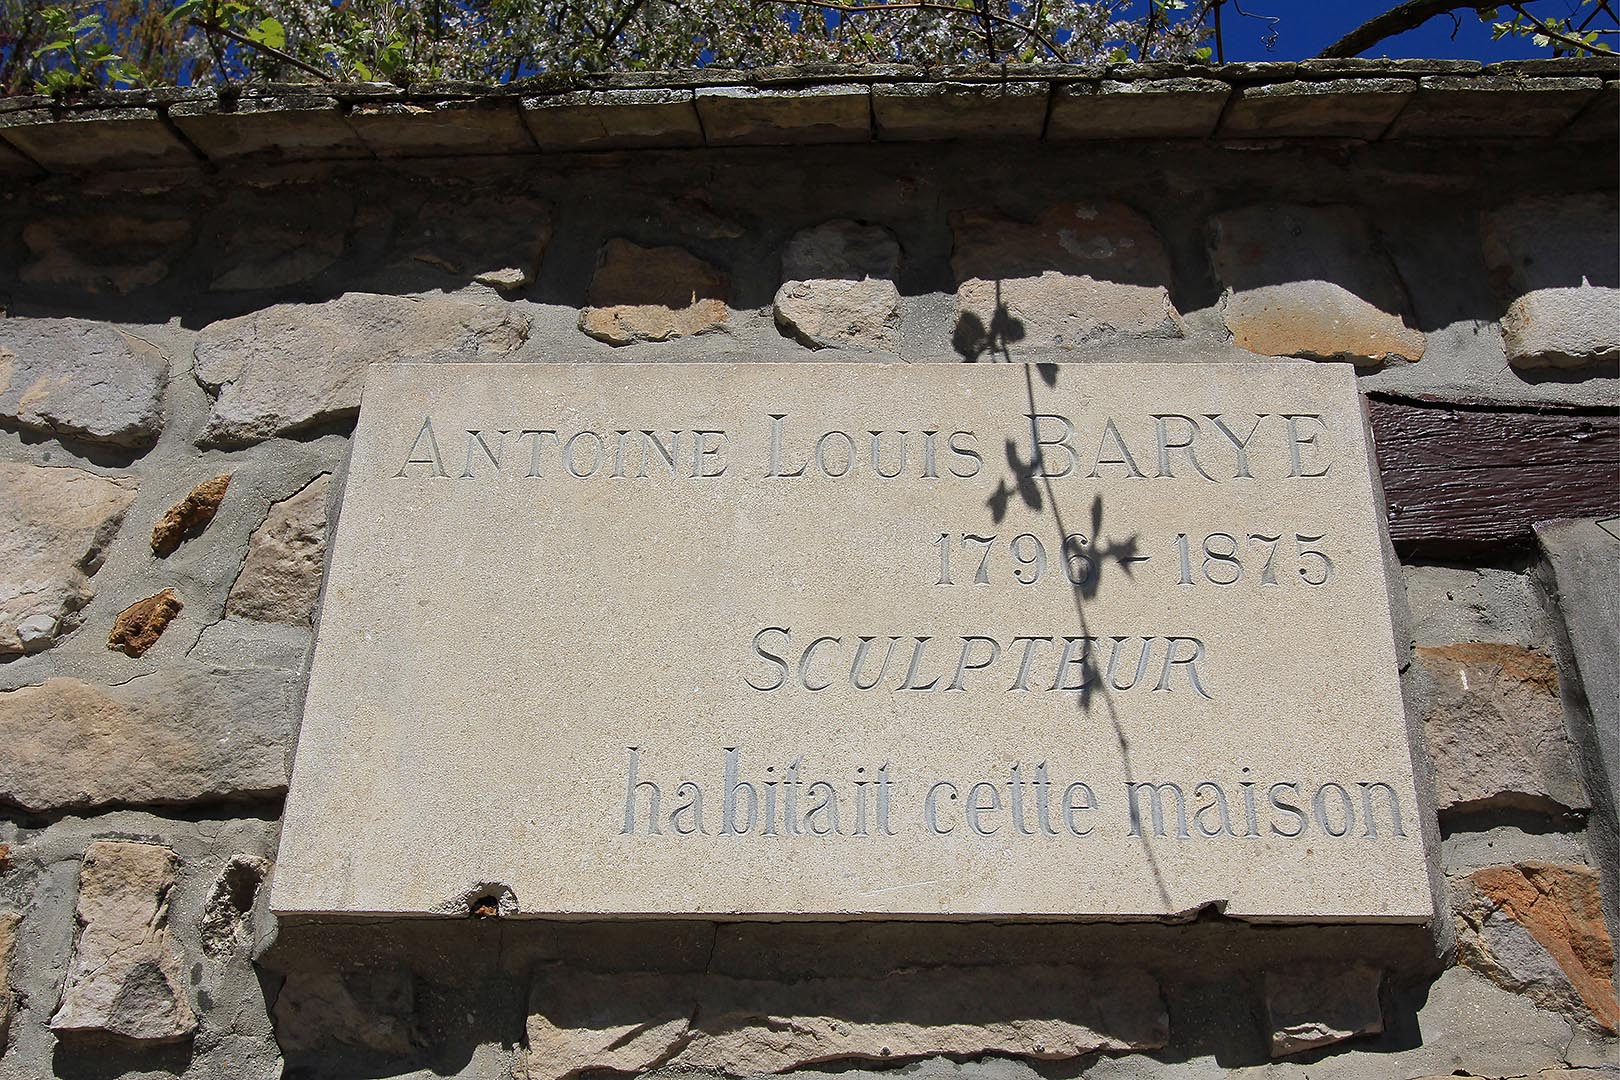 ANTOINE LOUIS BARYE
1796 - 1875
SCULPTEUR
habitait cette maison